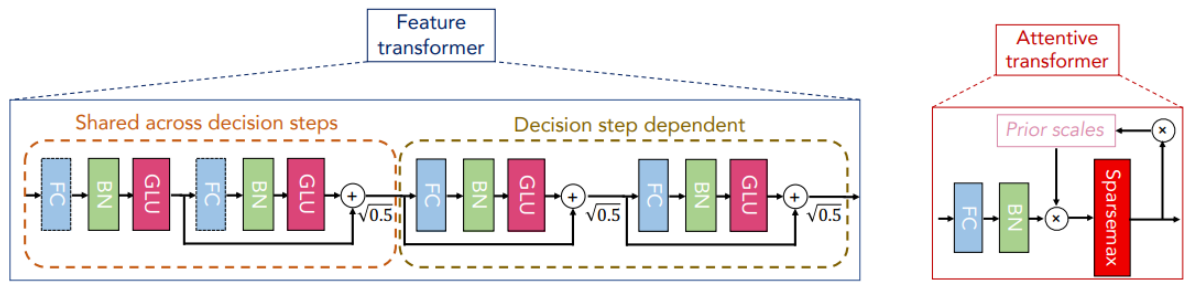 Feature
transformer
Attentive
transformer
Shared across decision steps
Decision step dependent
FC
BN
GLU
FC
BN
GLU
+
√0.5
FC
BN
GLU
+
√0.5
FC
BN
GLU
+
√0.5
Prior scales
×
FC
BN
×
Sparsemax